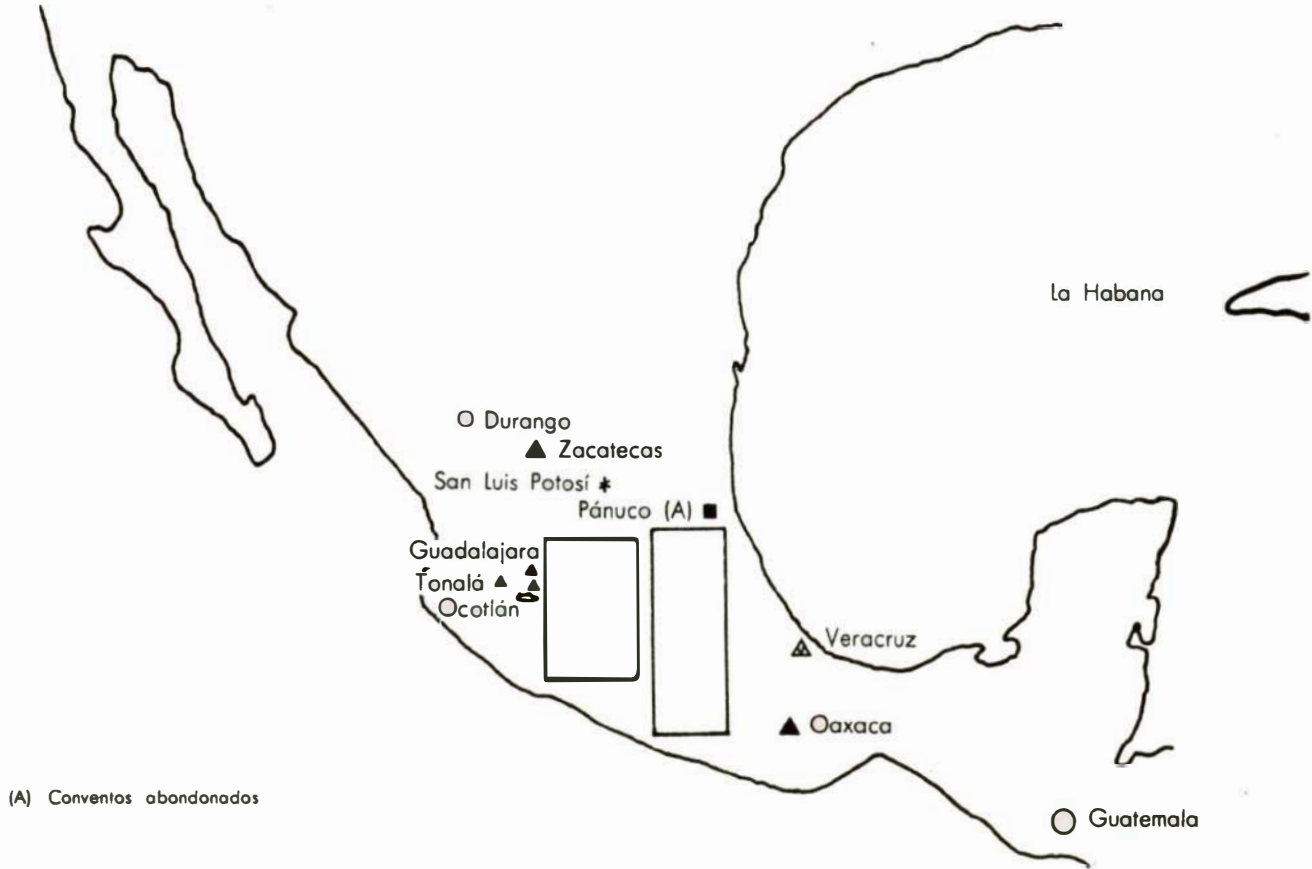 la Habana
Durango
Zacatecas
San Luis Potosí
Pánuco (A)
Guadalajara
Tonalá
Ocotlán
Veracruz
Oaxaca
(A) Conventos abondonados
Guatemala